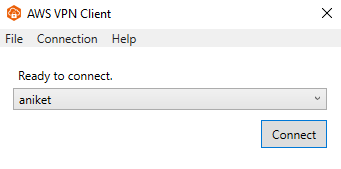 AWS VPN Client
File Connection Help
Ready to connect.
aniket
Connect